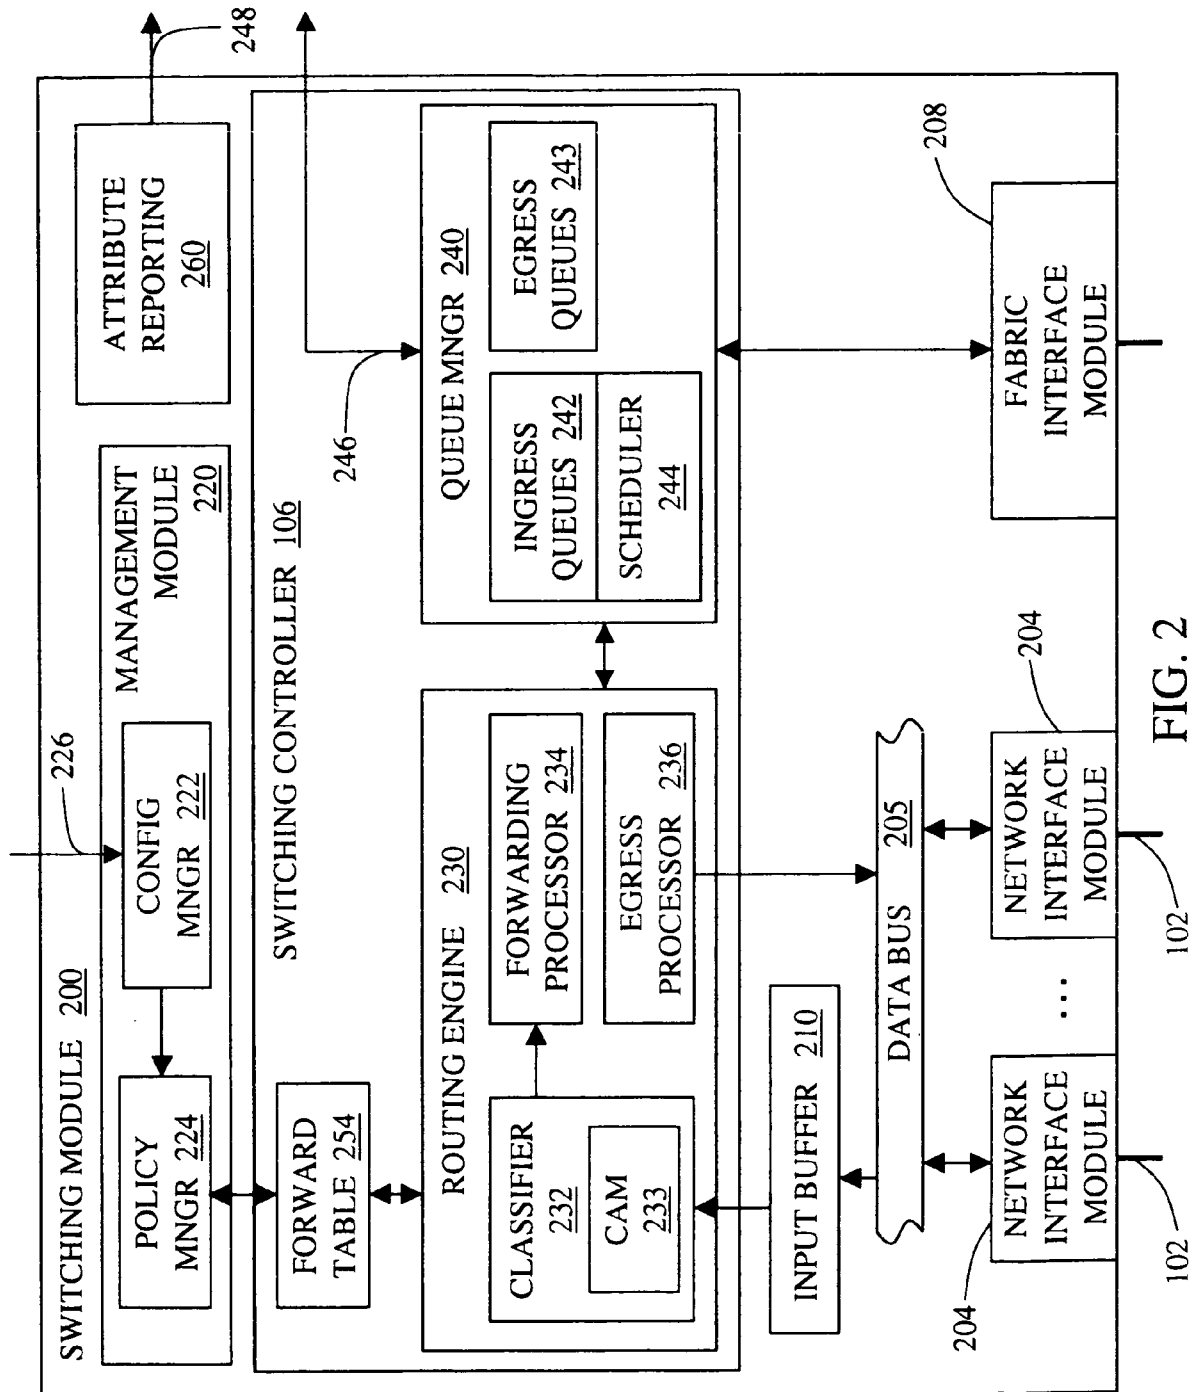 SWITCHING MODULE 200
226
MANAGEMENT
MODULE
220
CONFIG
MNGR 222
POLICY
MNGR 224
ATTRIBUTE
REPORTING
260
248
SWITCHING CONTROLLER 106
FORWARD
TABLE 254
246
ROUTING ENGINE 230
CLASSIFIER
232
CAM
233
FORWARDING
PROCESSOR 234
EGRESS
PROCESSOR 236
QUEUE MNGR 240
INGRESS
QUEUES 242
SCHEDULER
244
EGRESS
QUEUES 243
INPUT BUFFER 210
DATA BUS 205
204
NETWORK
INTERFACE
MODULE
...
NETWORK
INTERFACE
MODULE
204
FABRIC
INTERFACE
MODULE
208
102
102
FIG. 2